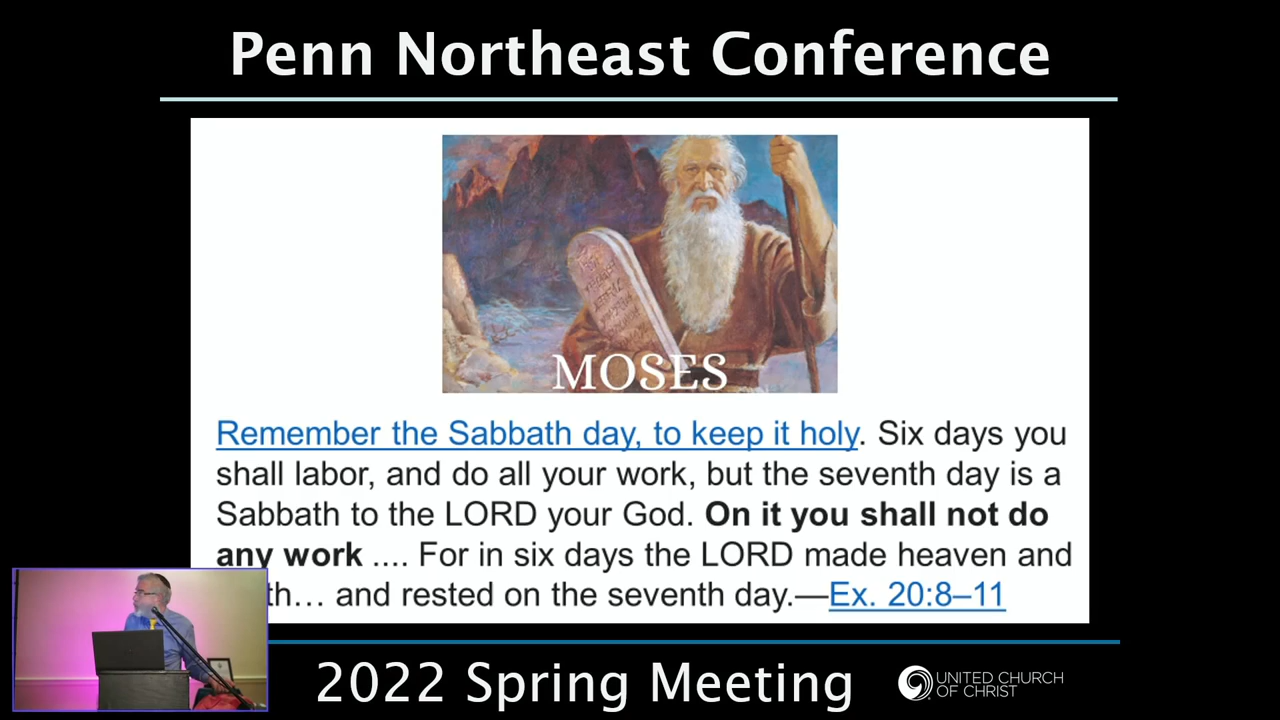 Penn Northeast Conference
MOSES
Remember the Sabbath day, to keep it holy. Six days you
shall labor, and do all your work, but the seventh day is a
Sabbath to the LORD your God. On it you shall not do
any work .... For in six days the LORD made heaven and
th… and rested on the seventh day.—Ex. 20:8–11
2022 Spring Meeting
UNITED CHURCH
OF CHRIST